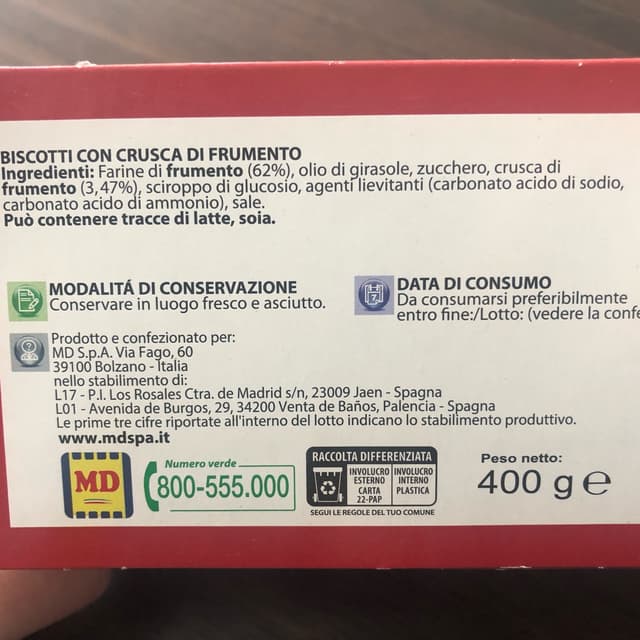 BISCOTTI CON CRUSCA DI FRUMENTO
Ingredienti: Farine di frumento (62%), olio di girasole, zucchero, crusca di
frumento (3,47%), sciroppo di glucosio, agenti lievitanti (carbonato acido di sodio,
carbonato acido di ammonio), sale.
Può contenere tracce di latte, soia.
MODALITÁ DI CONSERVAZIONE
Conservare in luogo fresco e asciutto.
DATA DI CONSUMO
Da consumarsi preferibilmente
entro fine:/Lotto: (vedere la confe
7
Prodotto e confezionato per:
MD S.p.A. Via Fago, 60
39100 Bolzano - Italia
nello stabilimento di:
L17 - P.I. Los Rosales Ctra. de Madrid s/n, 23009 Jaen - Spagna
L01 - Avenida de Burgos, 29, 34200 Venta de Baños, Palencia - Spagna
Le prime tre cifre riportate all'interno del lotto indicano lo stabilimento produttivo.
www.mdspa.it
MD
Numero verde
800-555.000
RACCOLTA DIFFERENZIATA
INVOLUCRO
ESTERNO
CARTA
22-PAP
INVOLUCRO
INTERNO
PLASTICA
SEGUI LE REGOLE DEL TUO COMUNE
Peso netto:
400 g e